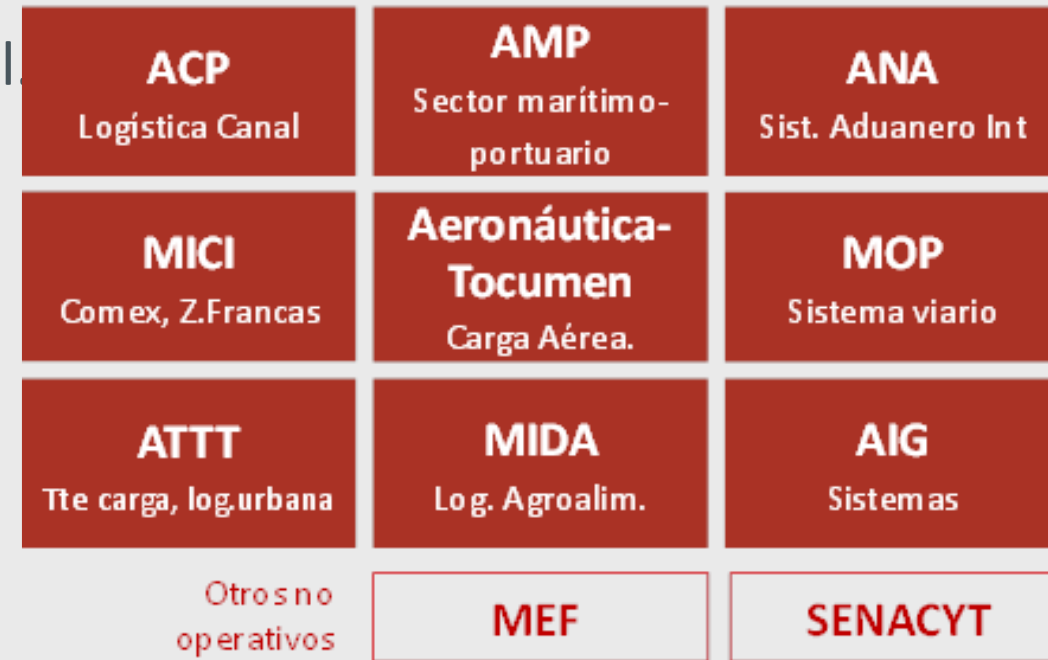 ACP
Logística Canal
AMP
Sector marítimo-
portuario
ANA
Sist. Aduanero Int
MICI
Comex, Z.Francas
Aeronáutica-
Tocumen
Carga Aérea.
MOP
Sistema viario
ATTT
Tte carga, log.urbana
MIDA
Log. Agroalim.
AIG
Sistemas
Otros no
operativos
MEF
SENACYT